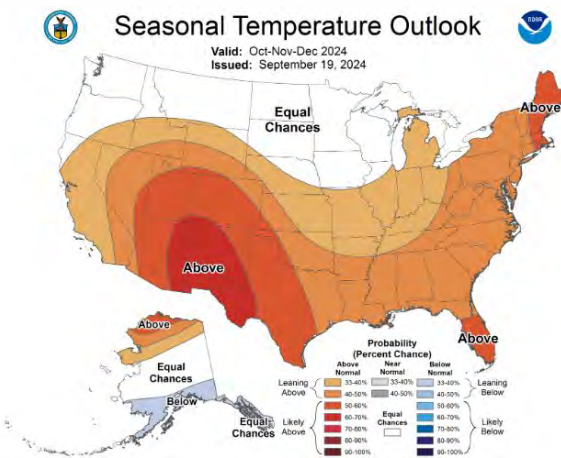 Seasonal Temperature Outlook
NOAA
Valid: Oct-Nov-Dec 2024
Issued: September 19, 2024
Equal
Chances
Above
Above
Above
Above
Equal
Chances
Below
Equal
Chances
Probability
(Percent Chance)
Above
Normal
Near
Normal
Below
Normal
Leaning
Above
33-40%
40-50%
33-40%
40-50%
33-40%
40-50%
Leaning
Below
Likely
Above
50-60%
60-70%
70-80%
80-90%
90-100%
Equal
Chances
50-60%
60-70%
70-80%
80-90%
90-100%
Likely
Below